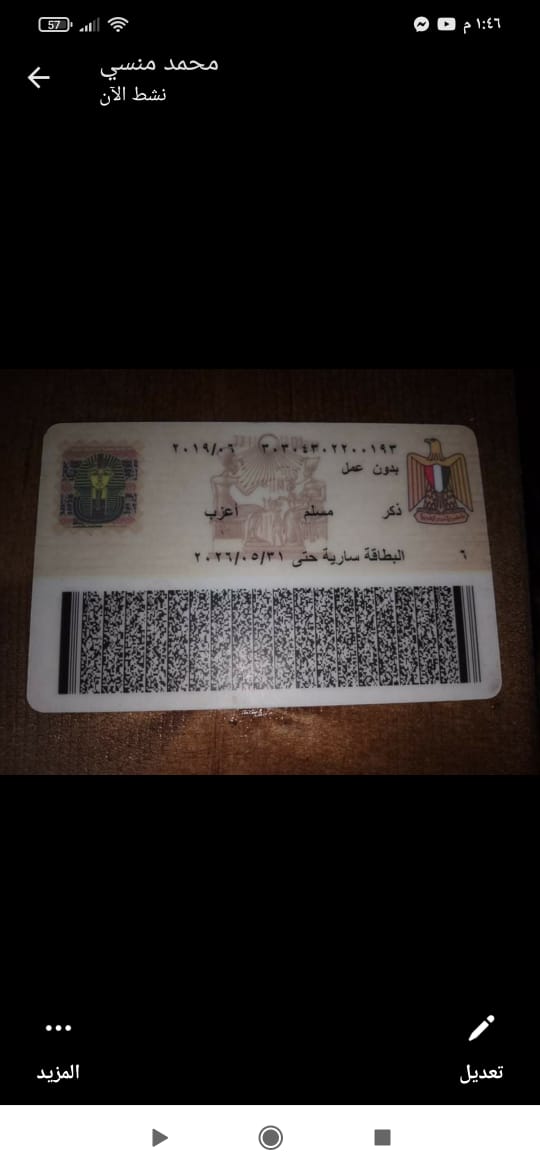 57
١:٤٦ م
محمد منسي
نشط الآن
٣٠٣٠٤٣٠٢٢٠٠١٩٣ ٢٠١٩/٠٦
بدون عمل
ذكر مسلم أعزب
٦ البطاقة سارية حتى ٢٠٢٦/٠٥/٣١
تعديل
المزيد